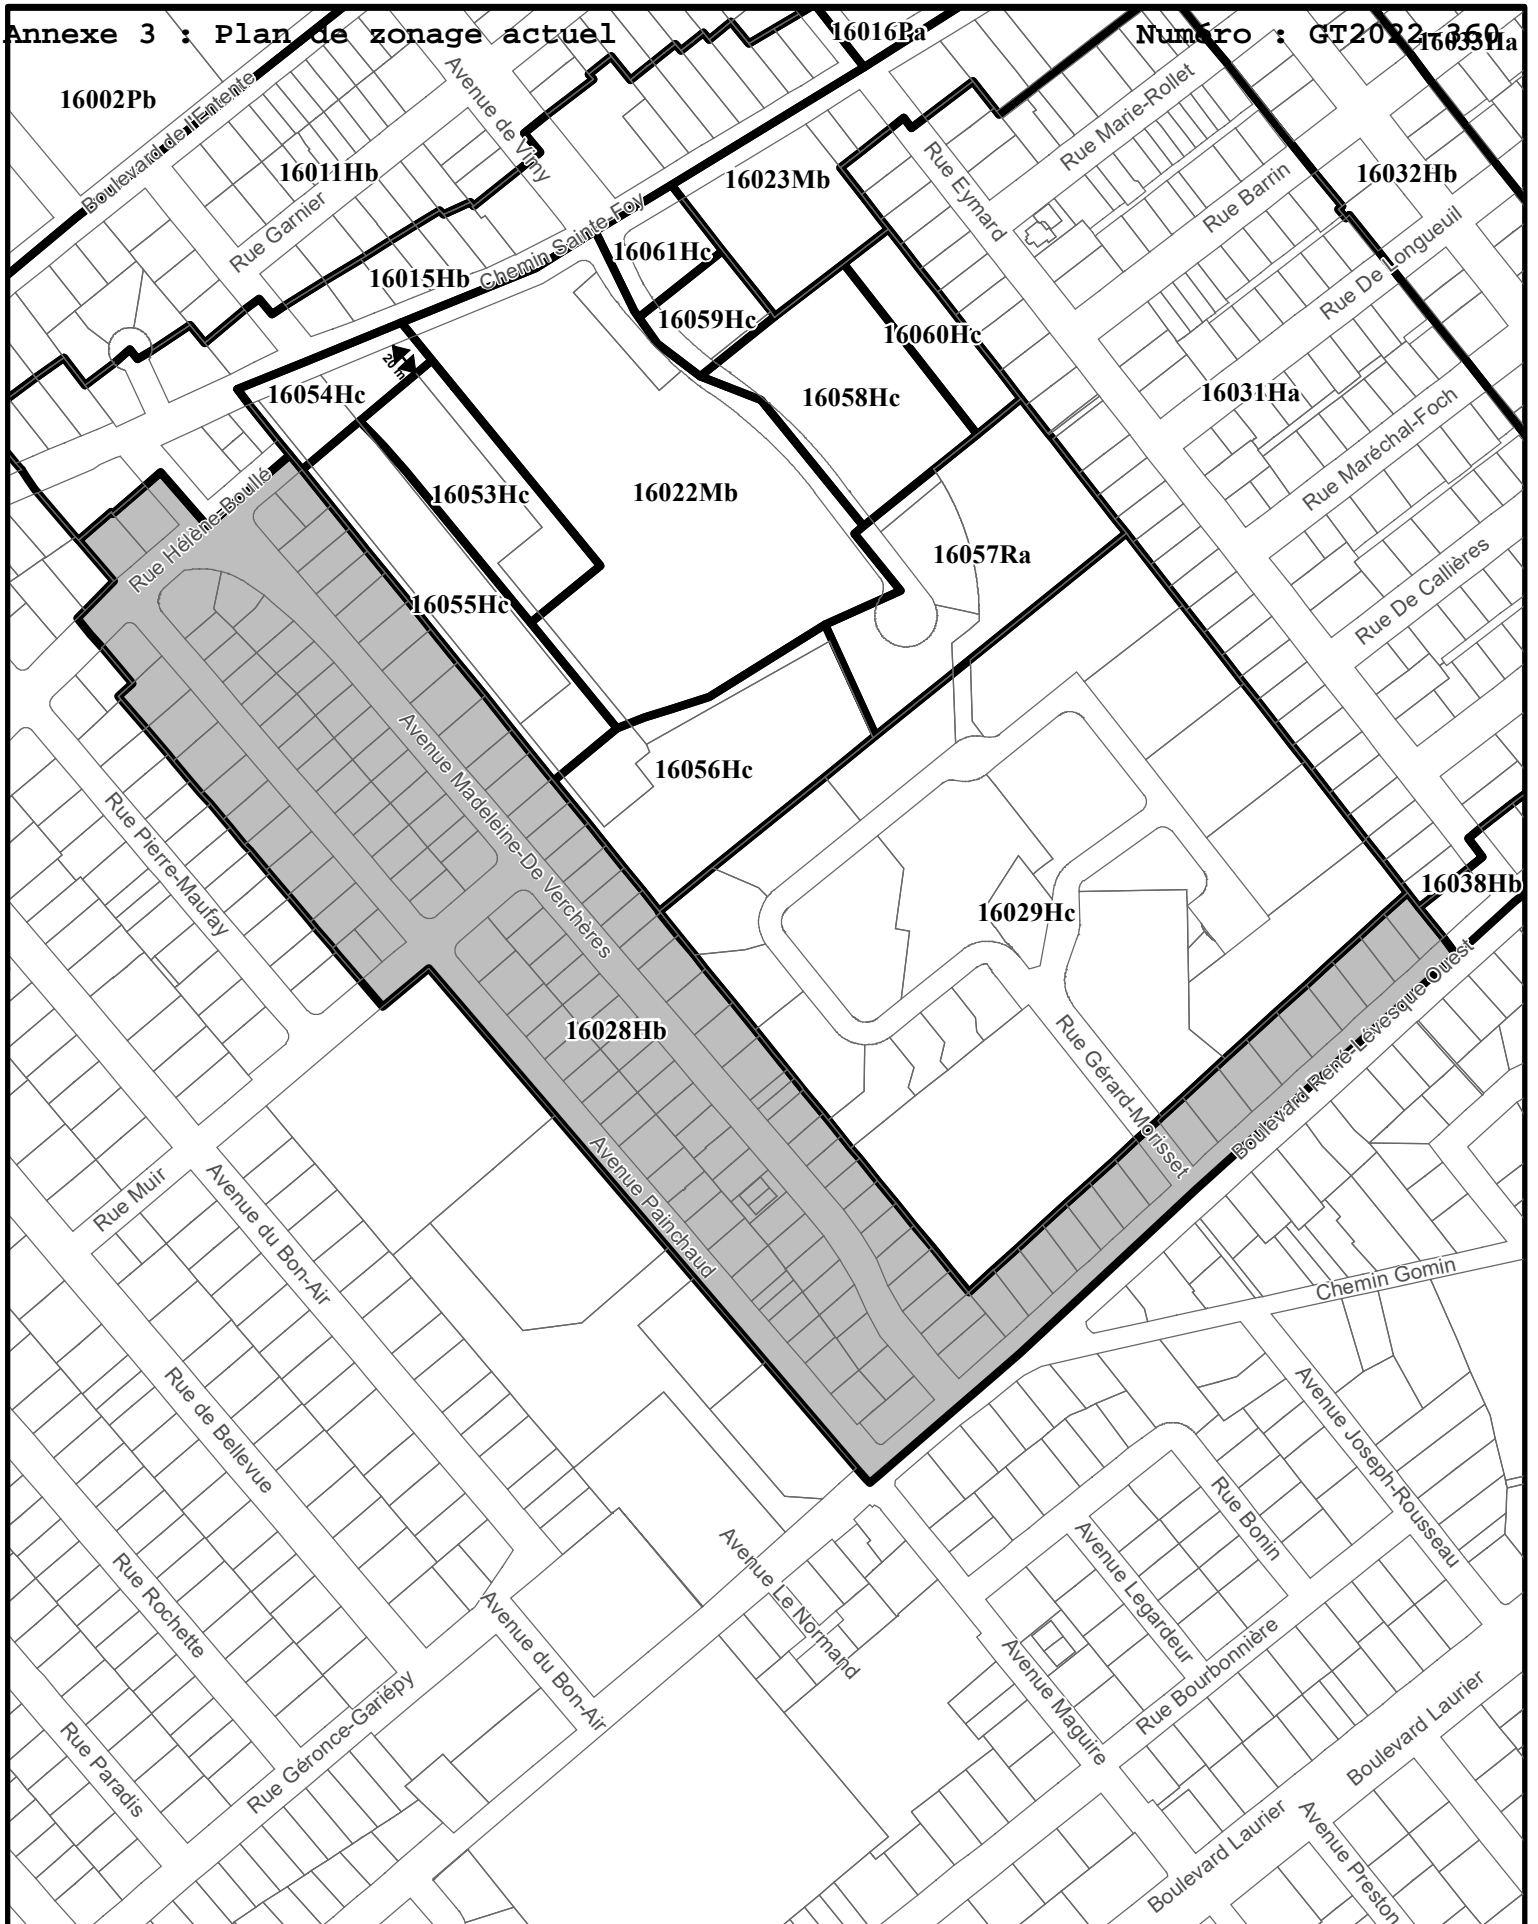 Annexe 3 : Plan de zonage actuel
Numéro : GT2022-360
16016Pa
16035Ha
16002Pb
Boulevard de l'Entente
Avenue de Vimy
Rue Marie-Rollet
16011Hb
16023Mb
16032Hb
Rue Eymard
Rue Barrin
Rue Garnier
Chemin Sainte-Foy
16061Hc
Rue De Longueuil
16015Hb
16059Hc
16060Hc
20 m
16054Hc
16058Hc
16031Ha
Rue Maréchal-Foch
16053Hc
16022Mb
Rue Hélène-Boullé
16057Ra
16055Hc
Rue De Callières
Avenue Madeleine-De Verchères
16056Hc
Rue Pierre-Maufay
16038Hb
16029Hc
16028Hb
Boulevard René-Lévesque Ouest
Rue Gérard-Morisset
Avenue Painchaud
Rue Muir
Avenue du Bon-Air
Chemin Gomin
Rue de Bellevue
Avenue Joseph-Rousseau
Rue Bonin
Avenue Legardeur
Avenue Le Normand
Rue Rochette
Avenue du Bon-Air
Avenue Maguire
Rue Bourbonnière
Rue Géronce-Gariépy
Boulevard Laurier
Rue Paradis
Boulevard Laurier
Avenue Preston